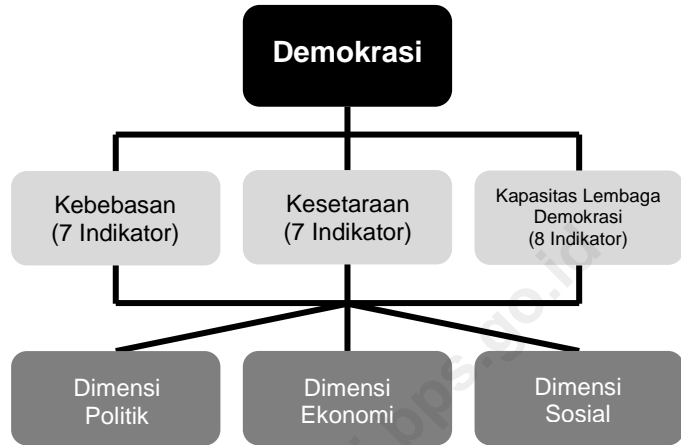 Demokrasi
Kebebasan
(7 Indikator)
Kesetaraan
(7 Indikator)
Kapasitas Lembaga
Demokrasi
(8 Indikator)
Dimensi
Politik
Dimensi
Ekonomi
Dimensi
Sosial